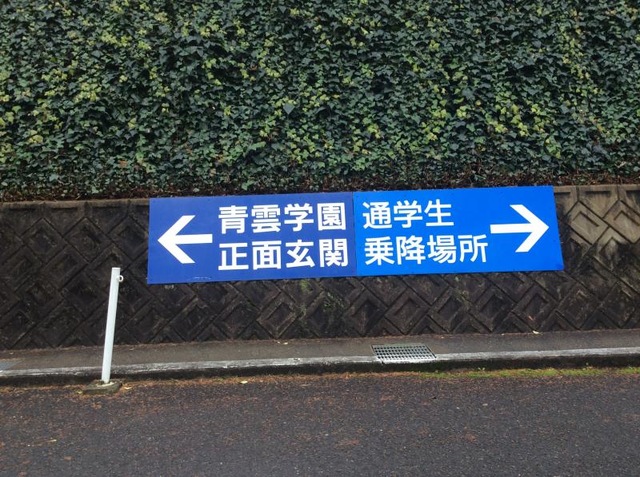 青雲学園
正面玄関
通学生
乗降場所